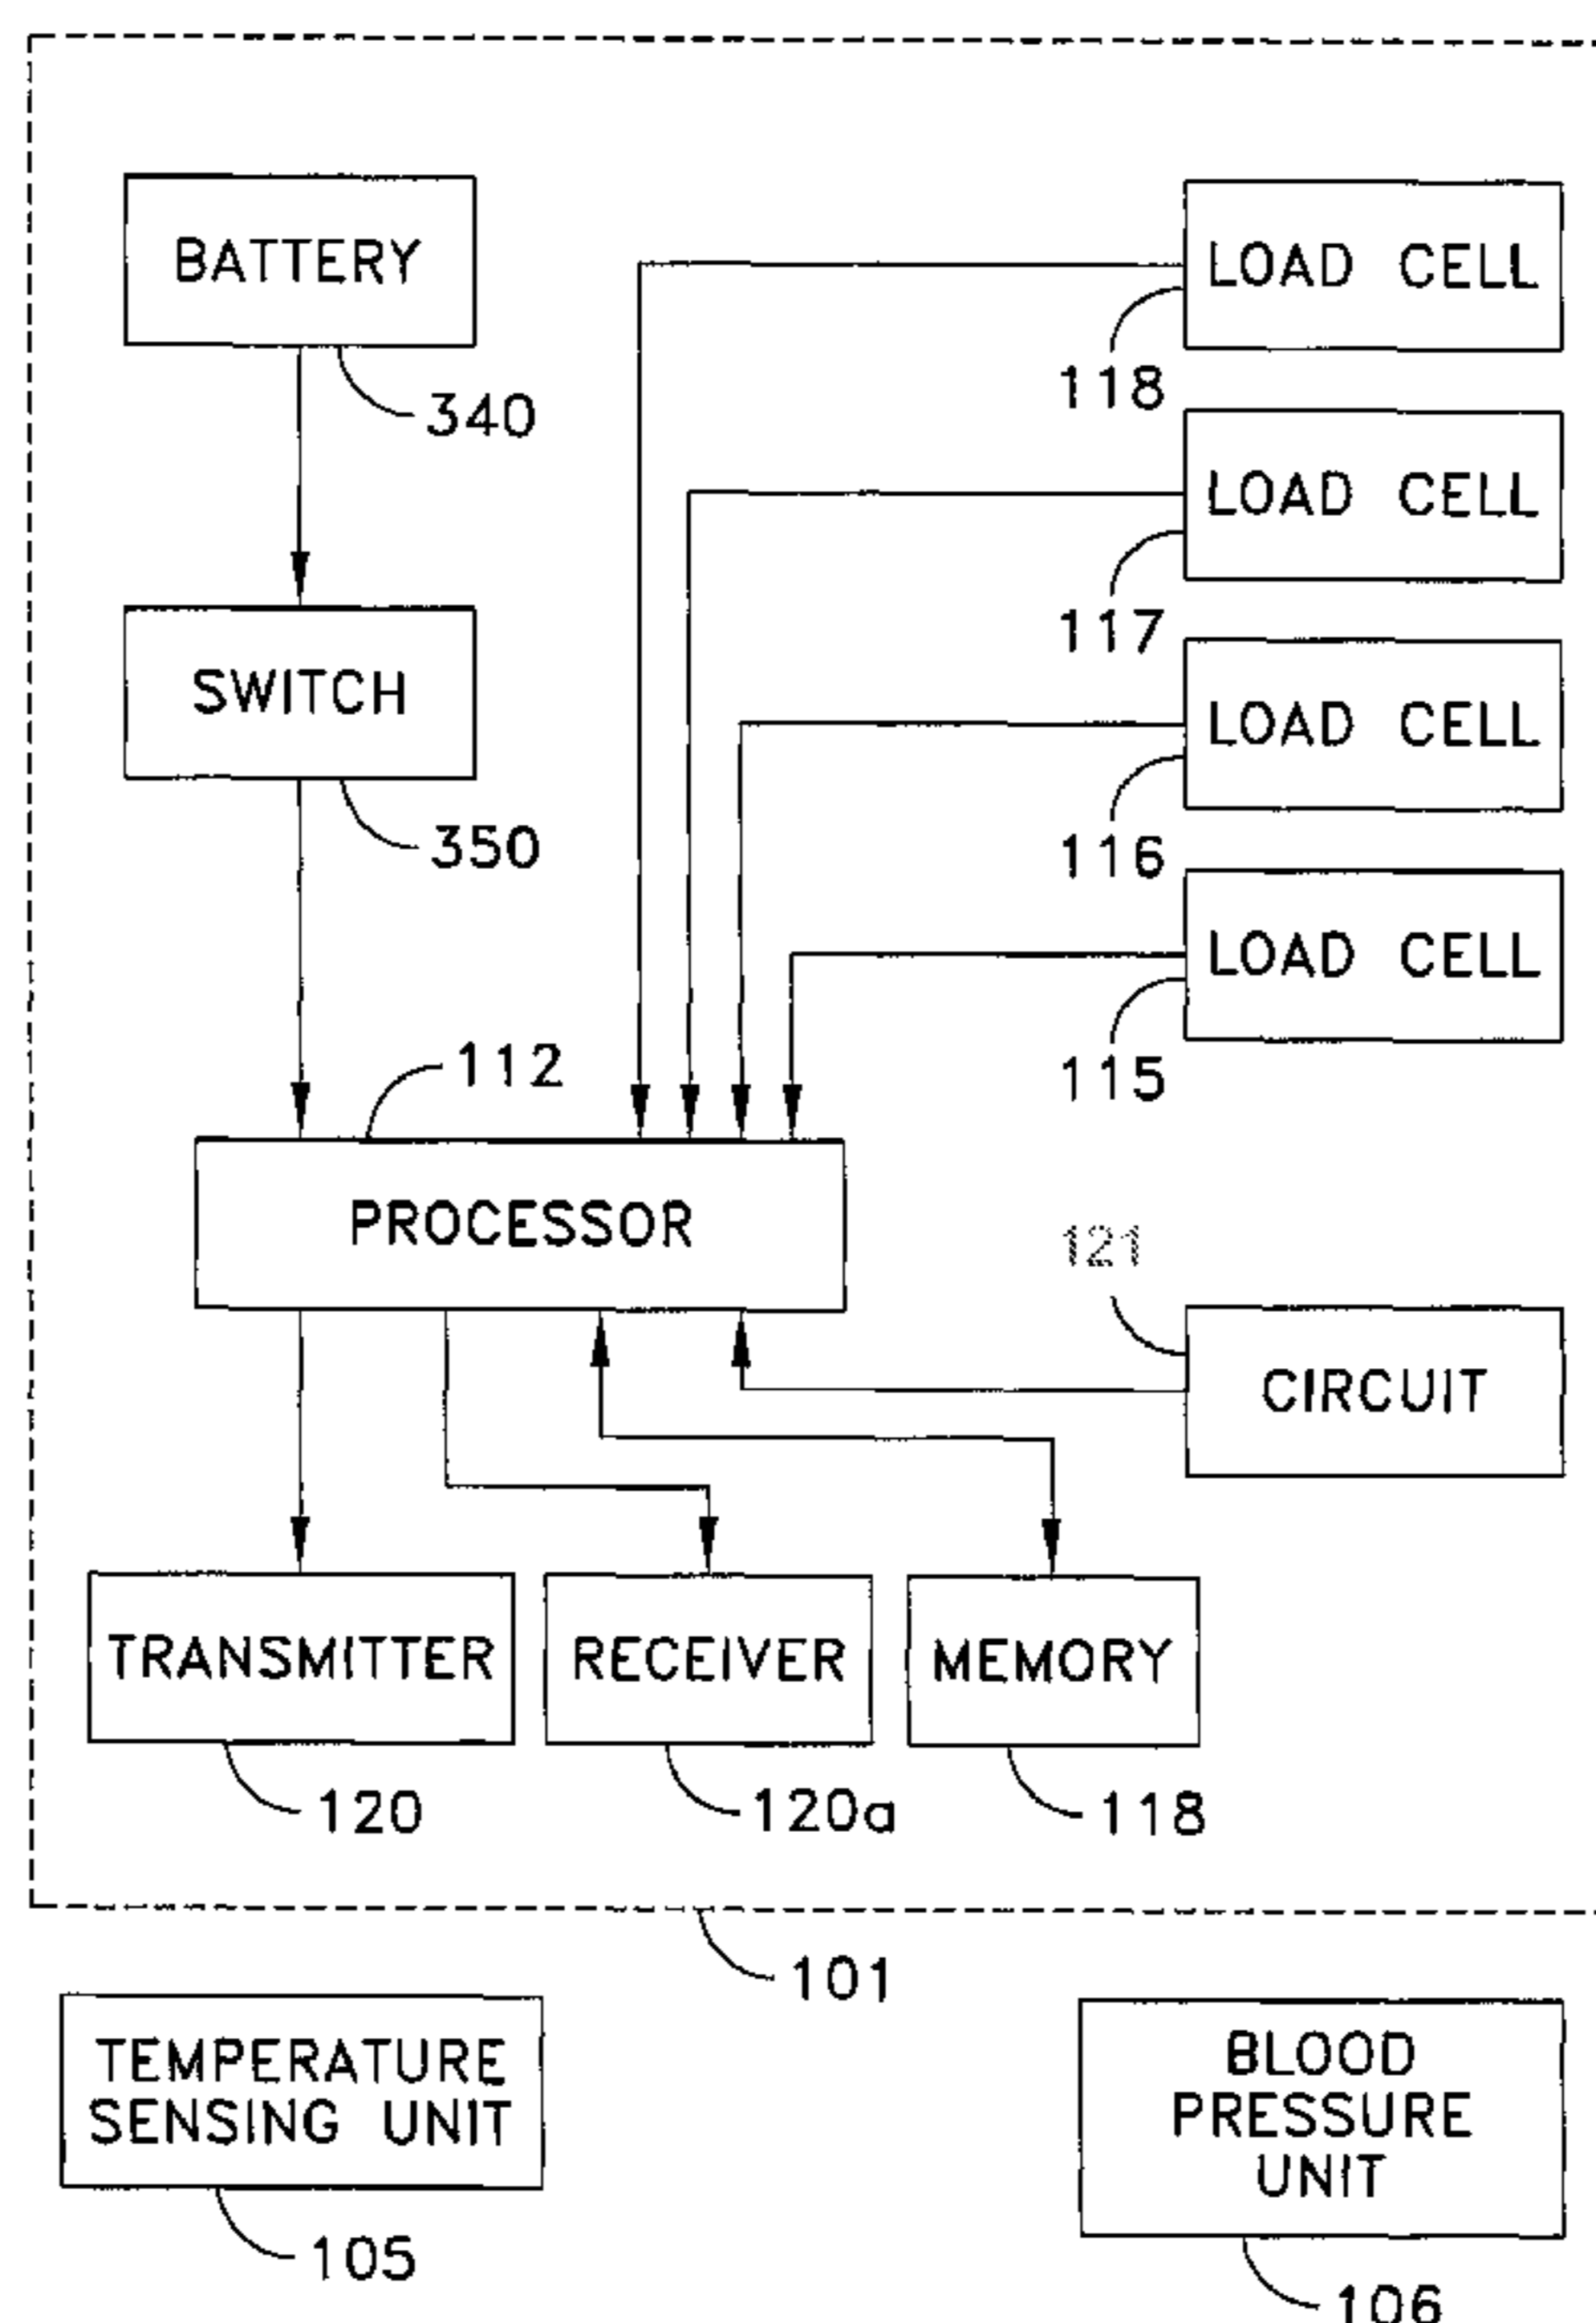 BATTERY
340
LOAD CELL
118
LOAD CELL
117
SWITCH
350
LOAD CELL
116
LOAD CELL
115
112
PROCESSOR
121
CIRCUIT
TRANSMITTER
120
RECEIVER
120a
MEMORY
118
101
TEMPERATURE
SENSING UNIT
105
BLOOD
PRESSURE
UNIT
106